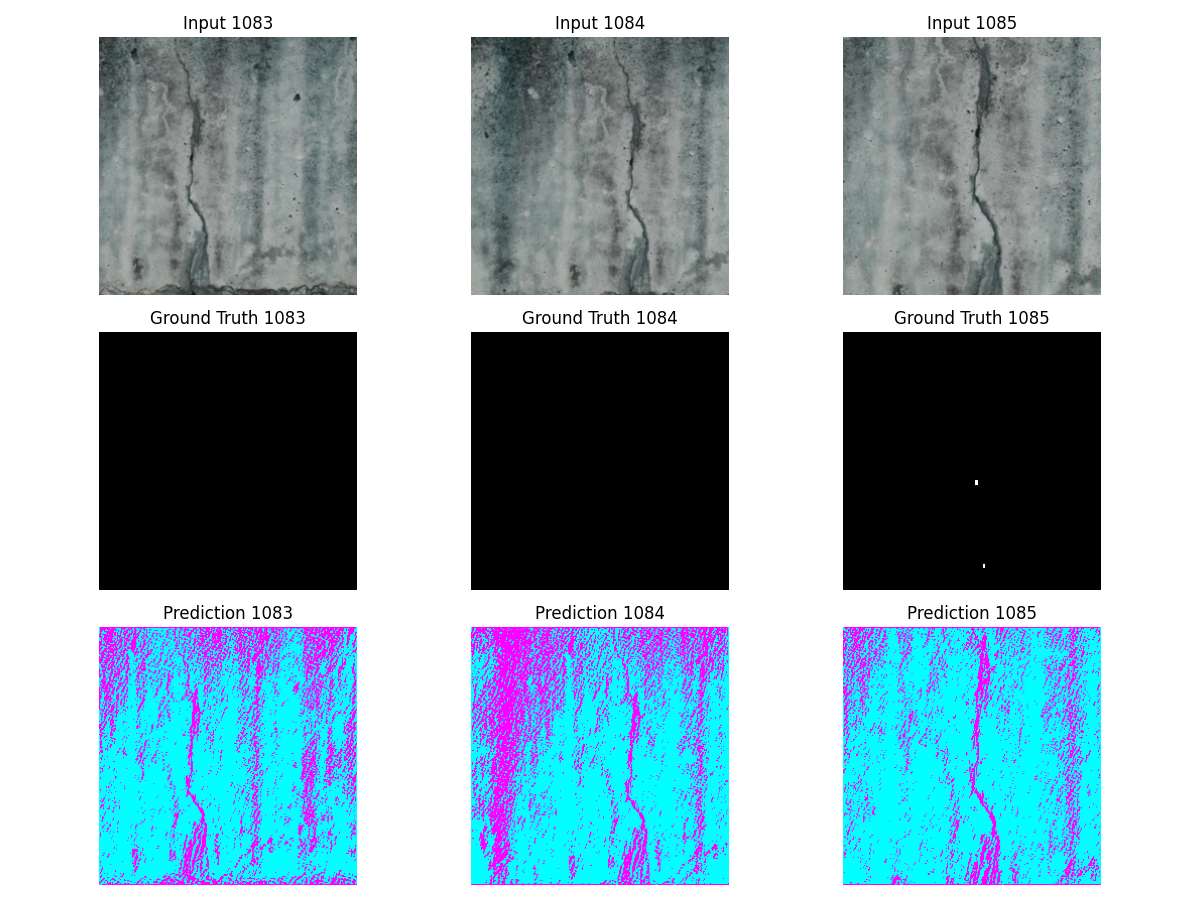 Input 1083
Input 1084
Input 1085
Ground Truth 1083
Ground Truth 1084
Ground Truth 1085
Prediction 1083
Prediction 1084
Prediction 1085